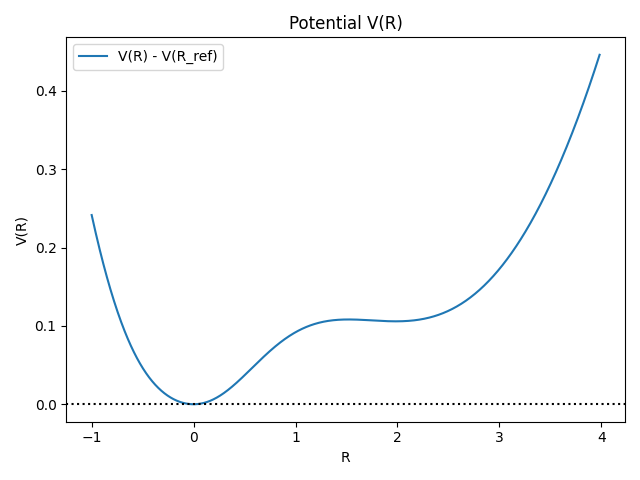 Potential V(R)
V(R) - V(R_ref)
V(R)
0.4
0.3
0.2
0.1
0.0
−1
0
1
2
3
4
R